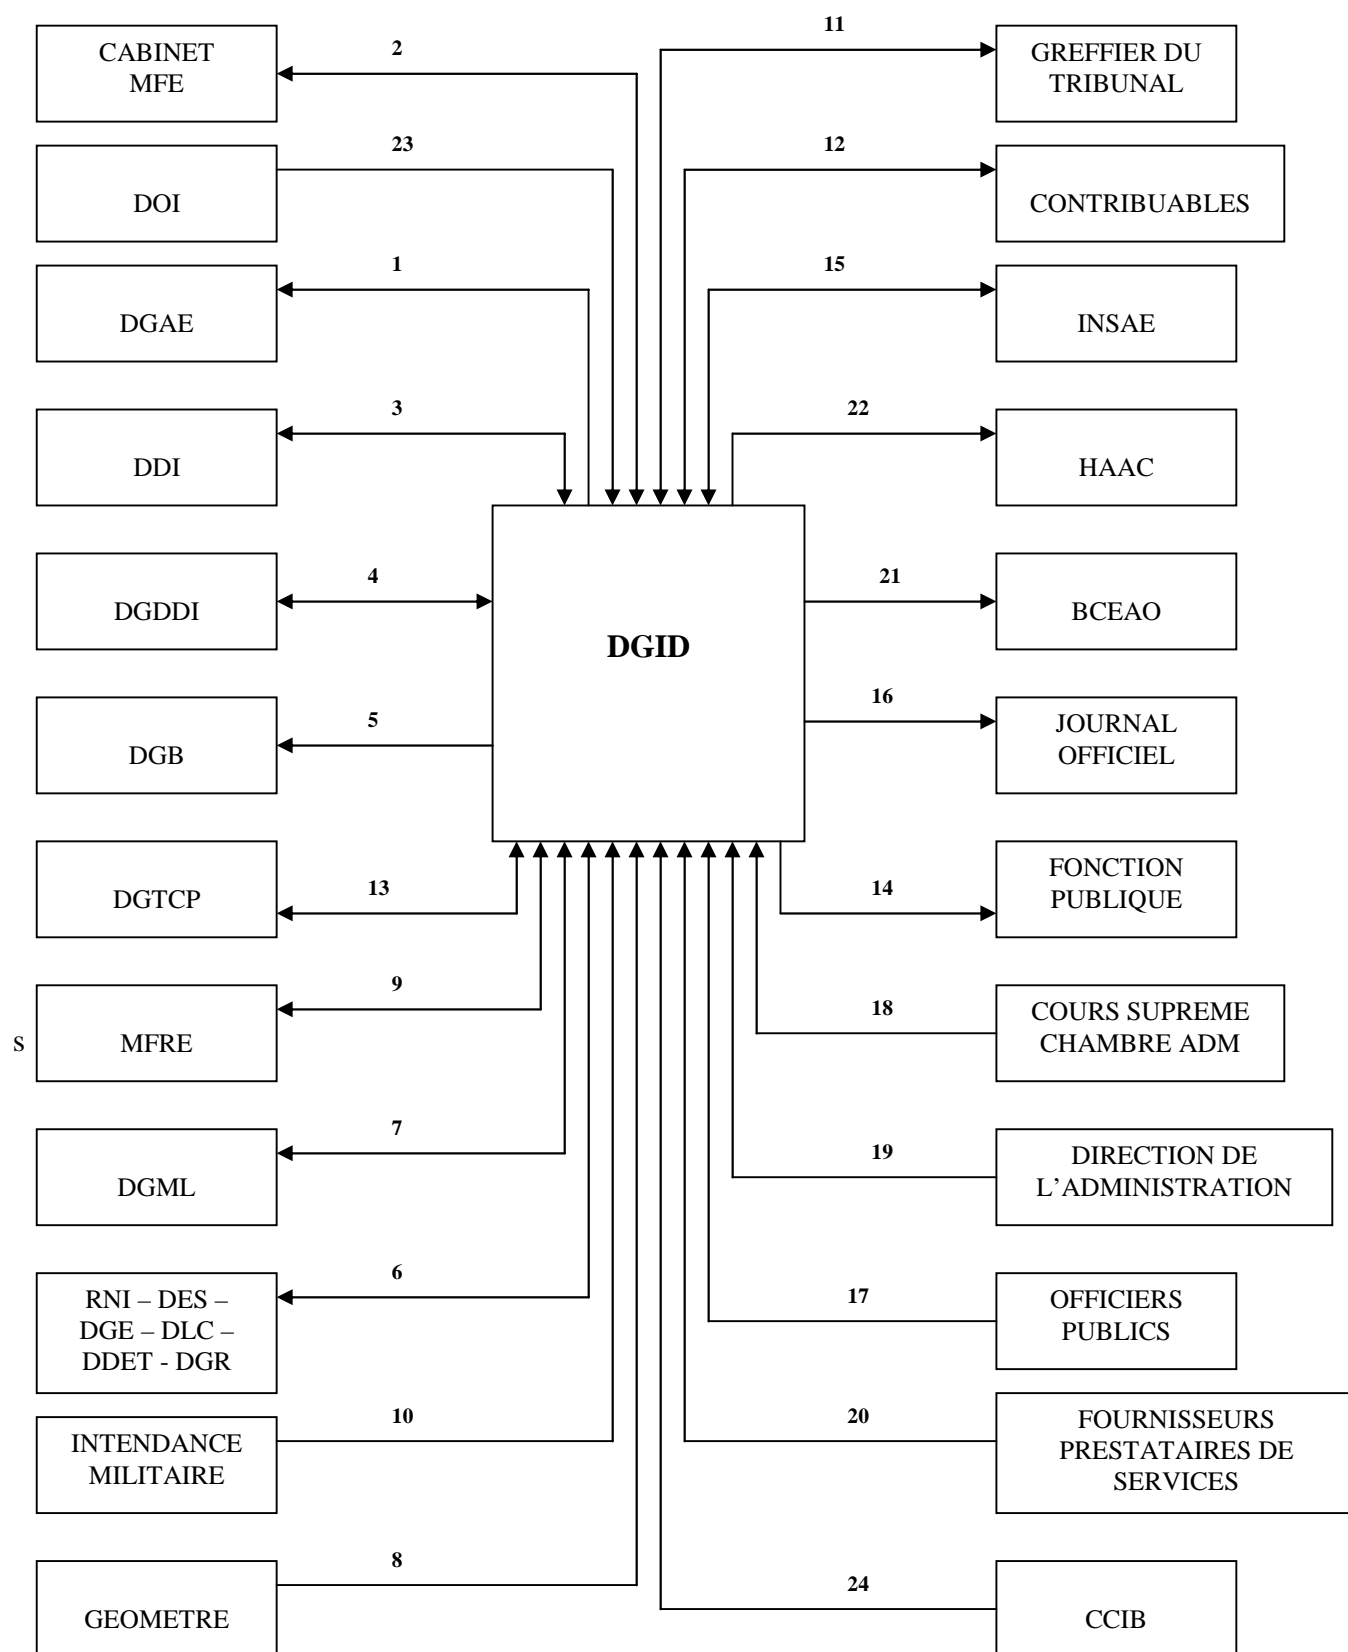 11
2
CABINET
MFE
GREFFIER DU
TRIBUNAL
23
12
DOI
CONTRIBUABLES
1
15
DGAE
INSAE
3
22
DDI
HAAC
4
21
DGDDI
BCEAO
DGID
5
16
DGB
JOURNAL
OFFICIEL
13
14
DGTCP
FONCTION
PUBLIQUE
9
18
S
MFRE
COURS SUPREME
CHAMBRE ADM
7
19
DGML
DIRECTION DE
L’ADMINISTRATION
6
17
RNI – DES –
DGE – DLC –
DDET - DGR
OFFICIERS
PUBLICS
10
20
INTENDANCE
MILITAIRE
FOURNISSEURS
PRESTATAIRES DE
SERVICES
8
24
GEOMETRE
CCIB